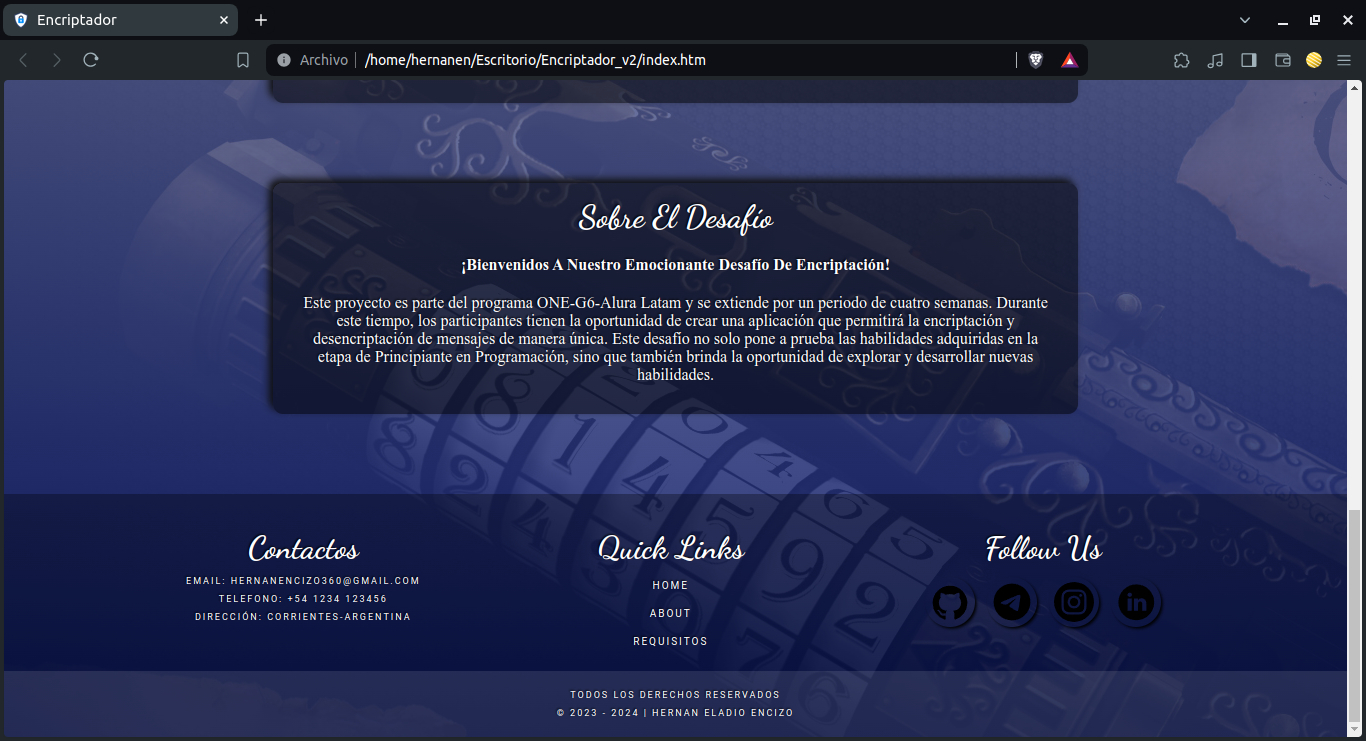 Encriptador
Archivo
/home/hernanen/Escritorio/Encriptador_v2/index.htm
Sobre El Desafío
¡Bienvenidos A Nuestro Emocionante Desafío De Encriptación!
Este proyecto es parte del programa ONE-G6-Alura Latam y se extiende por un periodo de cuatro semanas. Durante
este tiempo, los participantes tienen la oportunidad de crear una aplicación que permitirá la encriptación y
desencriptación de mensajes de manera única. Este desafío no solo pone a prueba las habilidades adquiridas en la
etapa de Principiante en Programación, sino que también brinda la oportunidad de explorar y desarrollar nuevas
habilidades.
Contactos
EMAIL: HERNANENCIZO360@GMAIL.COM
TELEFONO: +54 1234 123456
DIRECCIÓN: CORRIENTES-ARGENTINA
Quick Links
HOME
ABOUT
REQUISITOS
Follow Us
in
TODOS LOS DERECHOS RESERVADOS
© 2023 - 2024 | HERNAN ELADIO ENCIZO